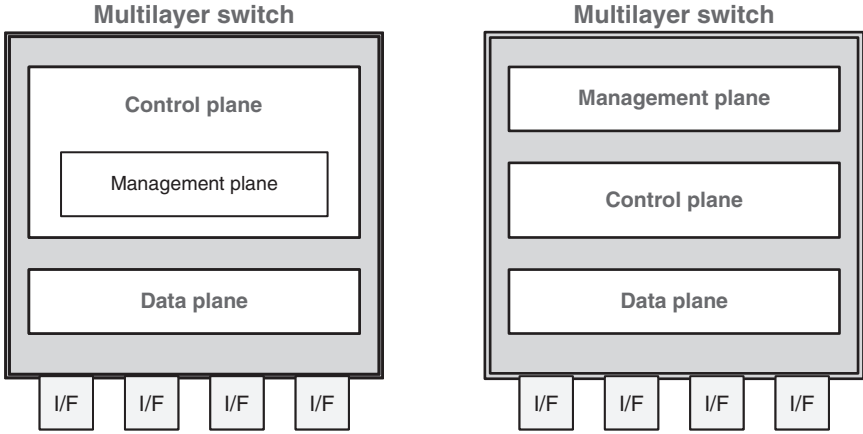 Multilayer switch
Control plane
Management plane
Data plane
I/F I/F I/F I/F
Multilayer switch
Management plane
Control plane
Data plane
I/F I/F I/F I/F